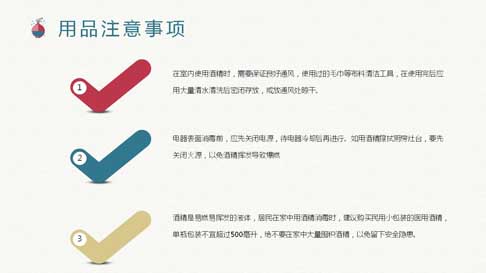 用品注意事项
1
在室内使用酒精时，需要保证良好通风，使用过的毛巾等布料清洁工具，在使用完后应
用大量清水清洗后密闭存放，或放通风处晾干。
2
电器表面消毒前，应先关闭电源，待电器冷却后再进行。如用酒精擦拭厨房灶台，要先
关闭火源，以免酒精挥发导致爆燃
3
酒精是易燃易挥发的液体，居民在家中用酒精消毒时，建议购买民用小包装的医用酒精，
单瓶包装不宜超过500毫升，绝不要在家中大量囤积酒精，以免留下安全隐患。